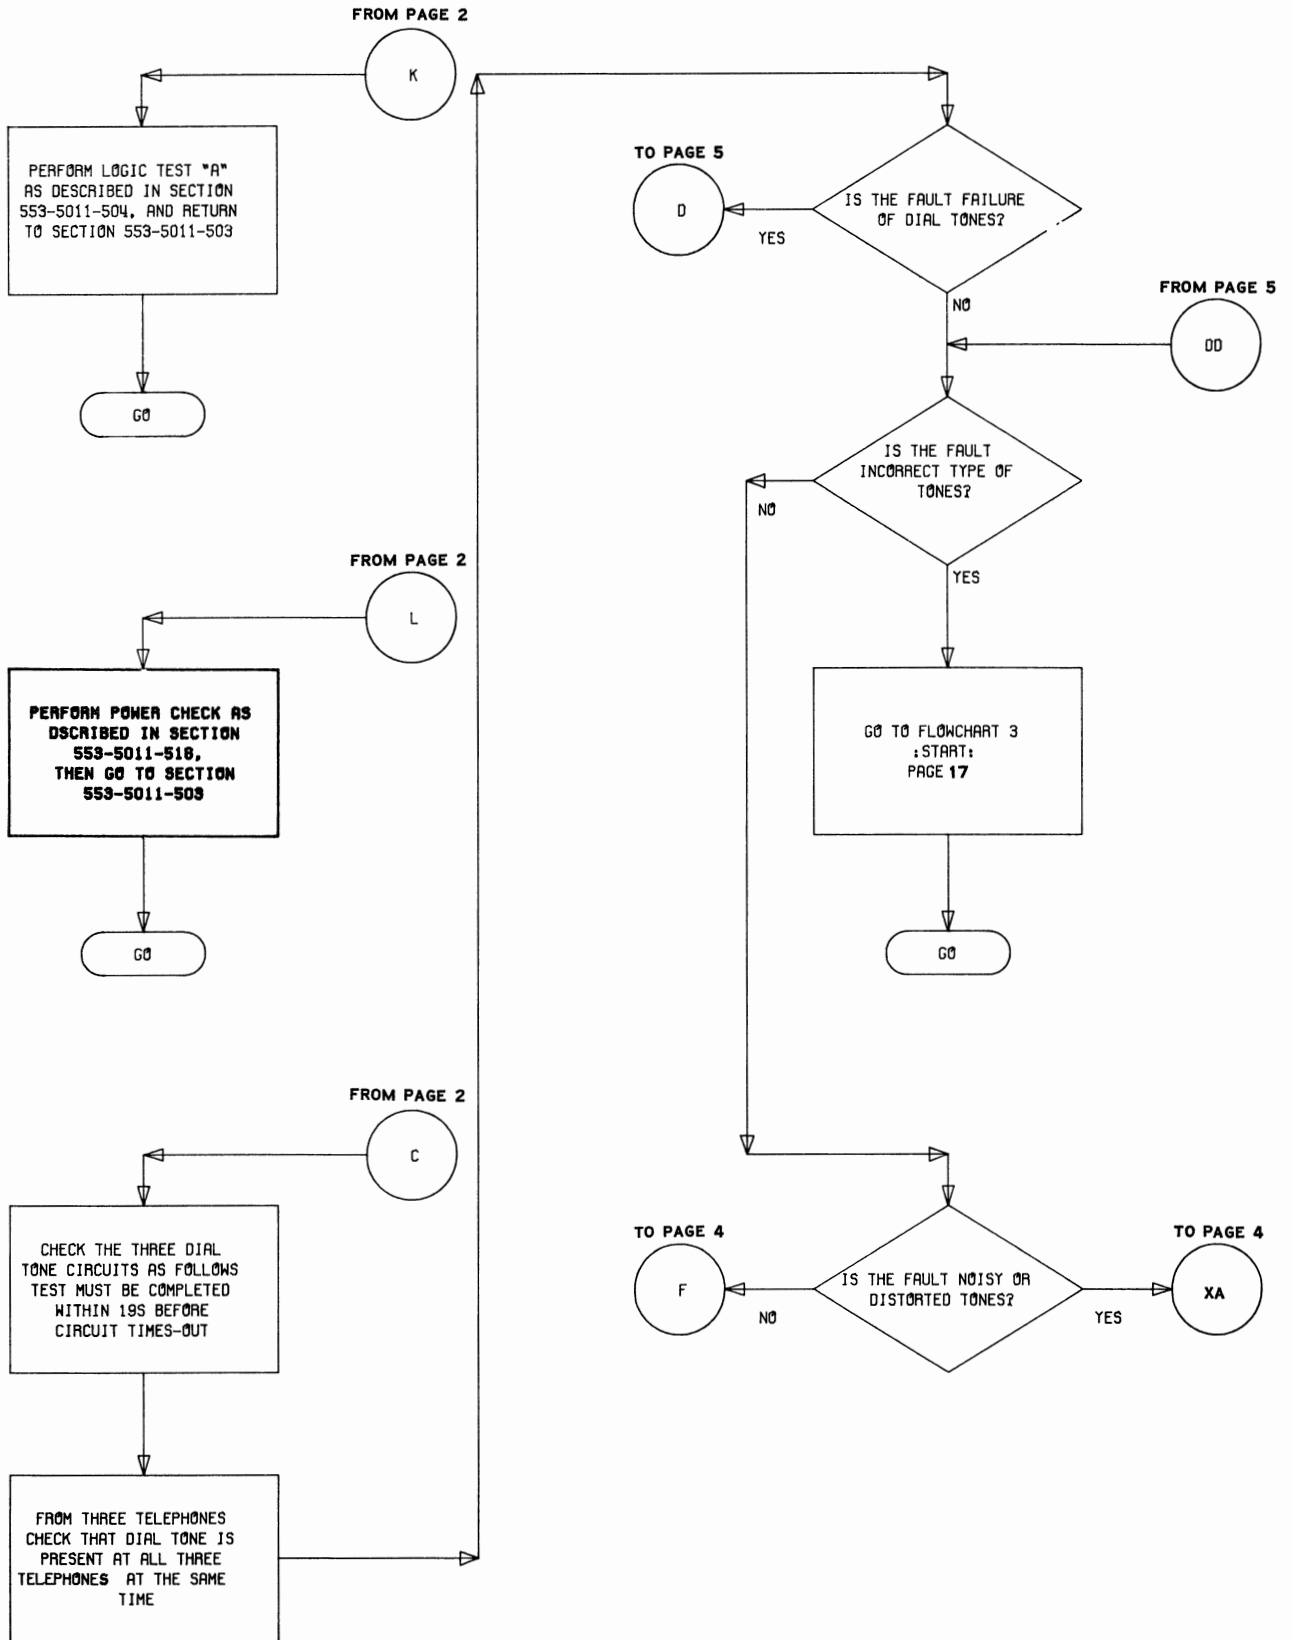 FROM PAGE 2
K
PERFORM LOGIC TEST "A"
AS DESCRIBED IN SECTION
553-5011-504, AND RETURN
TO SECTION 553-5011-503
GO
FROM PAGE 2
L
PERFORM POWER CHECK AS
DSCRIBED IN SECTION
553-5011-518,
THEN GO TO SECTION
553-5011-503
GO
FROM PAGE 2
C
CHECK THE THREE DIAL
TONE CIRCUITS AS FOLLOWS
TEST MUST BE COMPLETED
WITHIN 19S BEFORE
CIRCUIT TIMES-OUT
FROM THREE TELEPHONES
CHECK THAT DIAL TONE IS
PRESENT AT ALL THREE
TELEPHONES AT THE SAME
TIME
IS THE FAULT FAILURE
OF DIAL TONES?
TO PAGE 5
D
YES
NO
FROM PAGE 5
DD
IS THE FAULT
INCORRECT TYPE OF
TONES?
NO
YES
GO TO FLOWCHART 3
:START:
PAGE 17
GO
IS THE FAULT NOISY OR
DISTORTED TONES?
TO PAGE 4
F
NO
TO PAGE 4
XA
YES